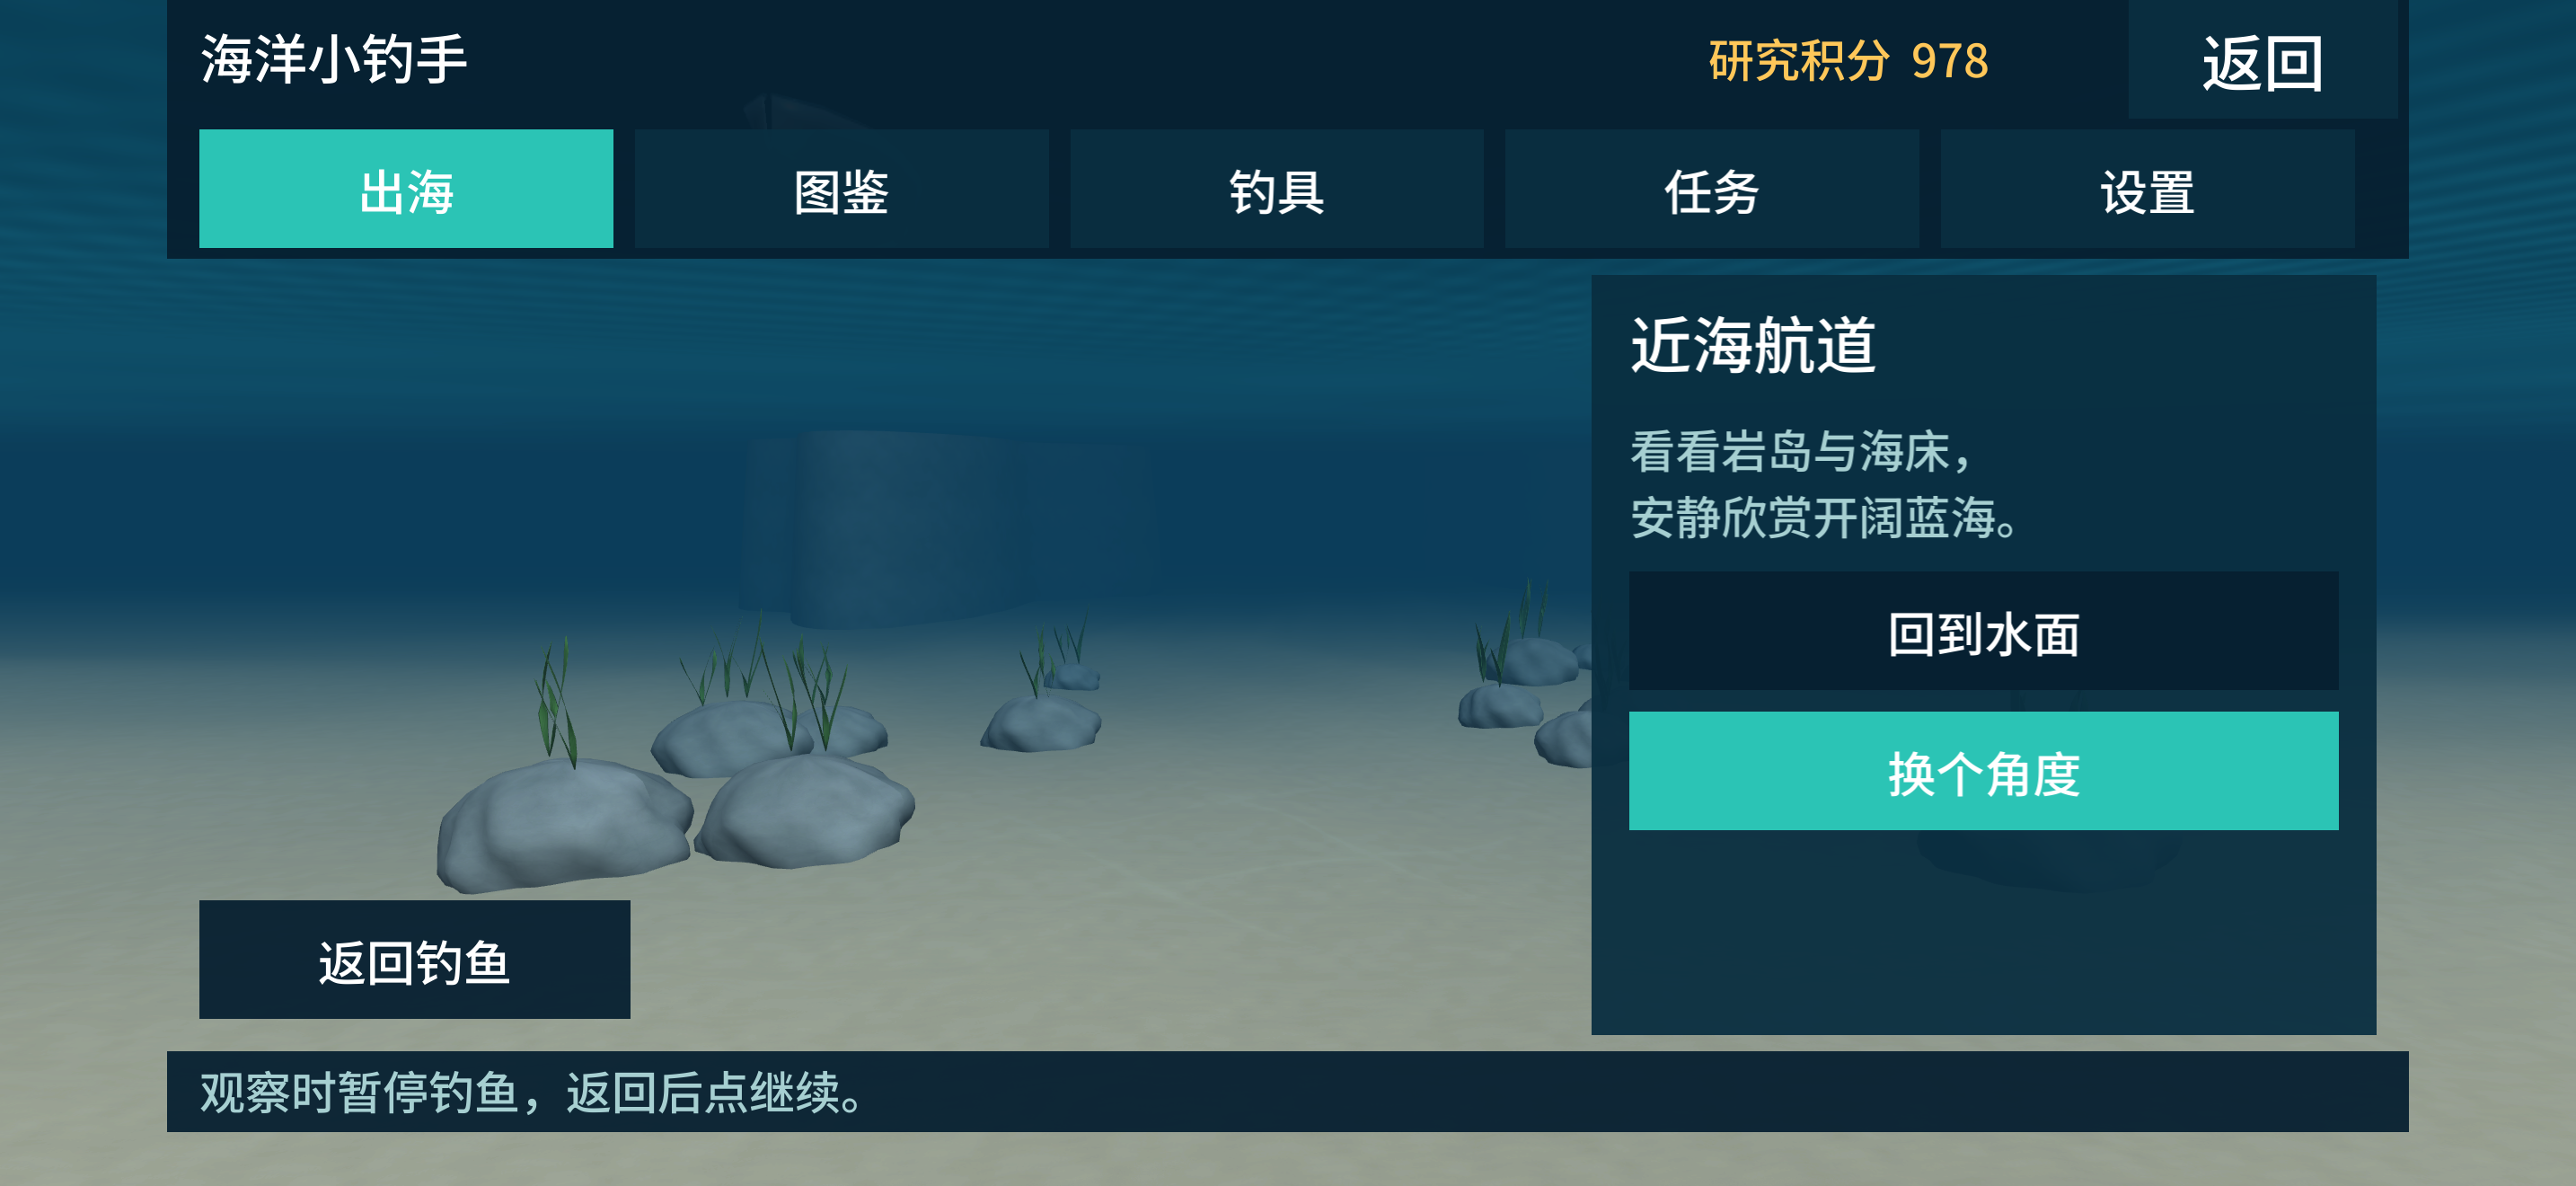 海洋小钓手
研究积分 978
返回
出海
图鉴
钓具
任务
设置
近海航道
看看岩岛与海床，
安静欣赏开阔蓝海。
回到水面
换个角度
返回钓鱼
观察时暂停钓鱼，返回后点继续。